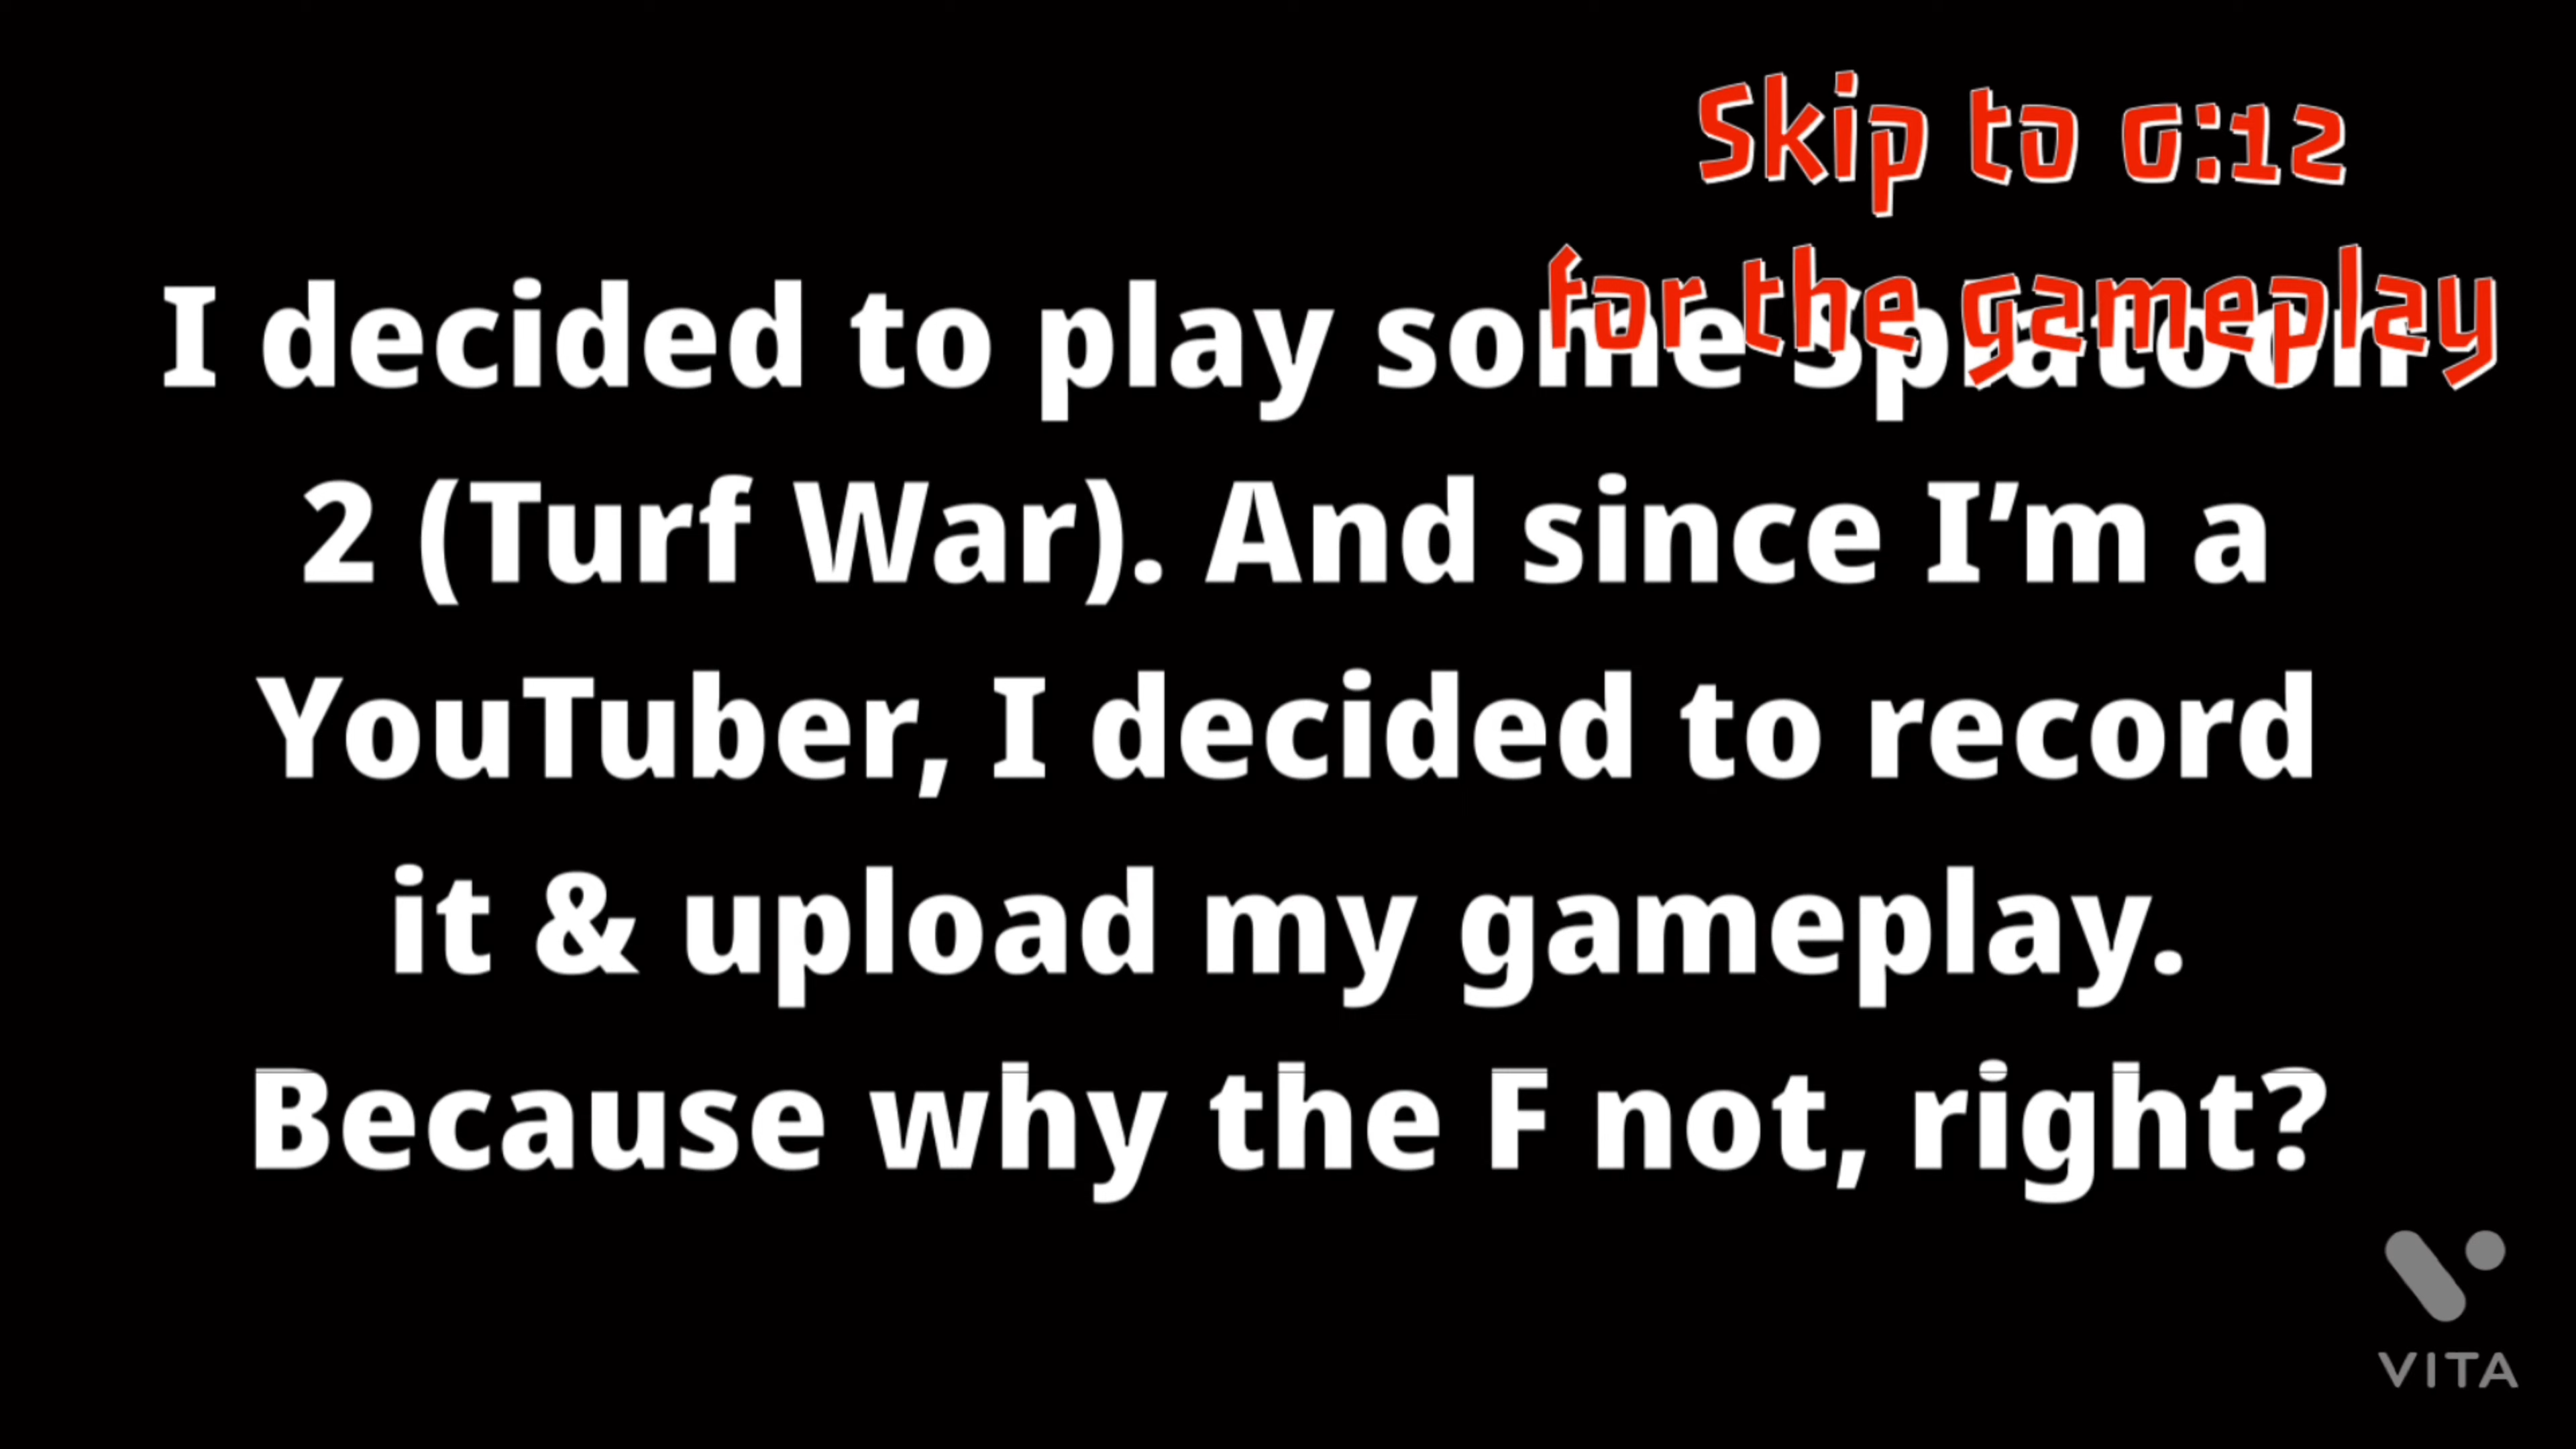 Skip to 0:12
for the gameplay
I decided to play some Splatoon
2 (Turf War). And since I’m a
YouTuber, I decided to record
it & upload my gameplay.
Because why the F not, right?
VITA